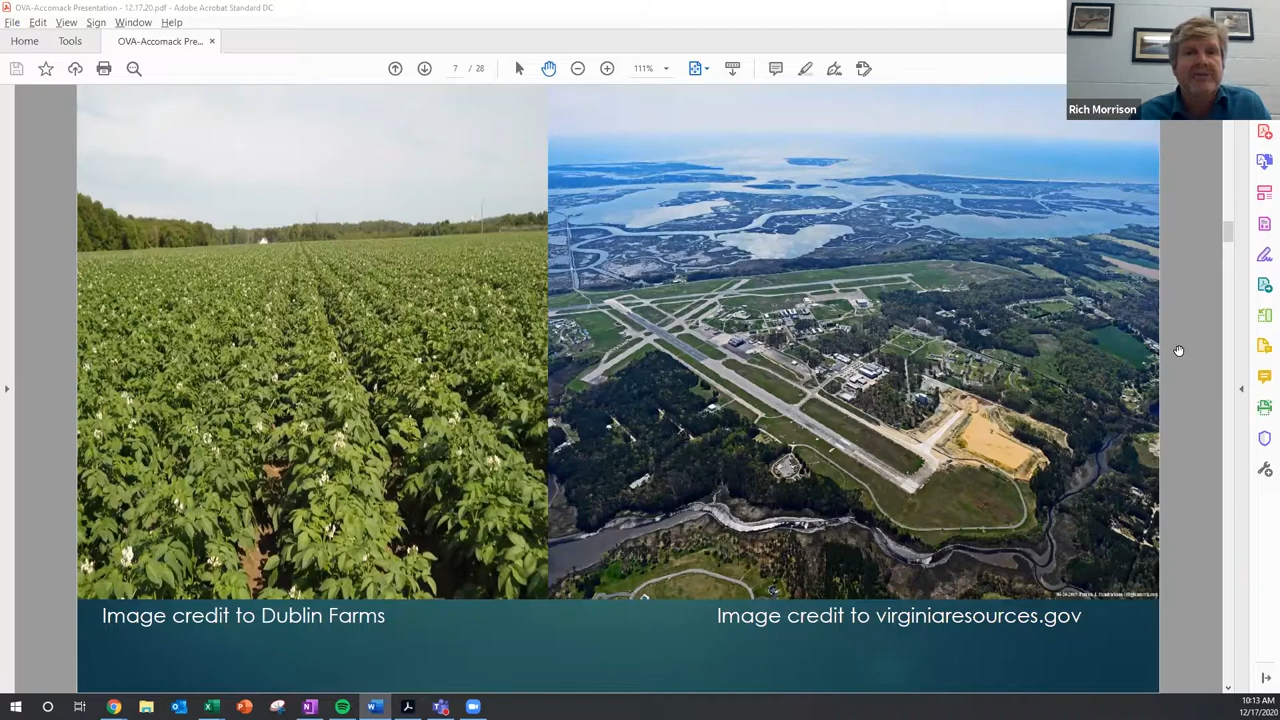 OVA-Accomack Presentation - 12.17.20.pdf - Adobe Acrobat Standard DC
File Edit View Sign Window Help
Home Tools OVA-Accomack Pre... ×
7 / 28 111%
Rich Morrison
Image credit to Dublin Farms
Image credit to virginiaresources.gov
10:13 AM
12/17/2020